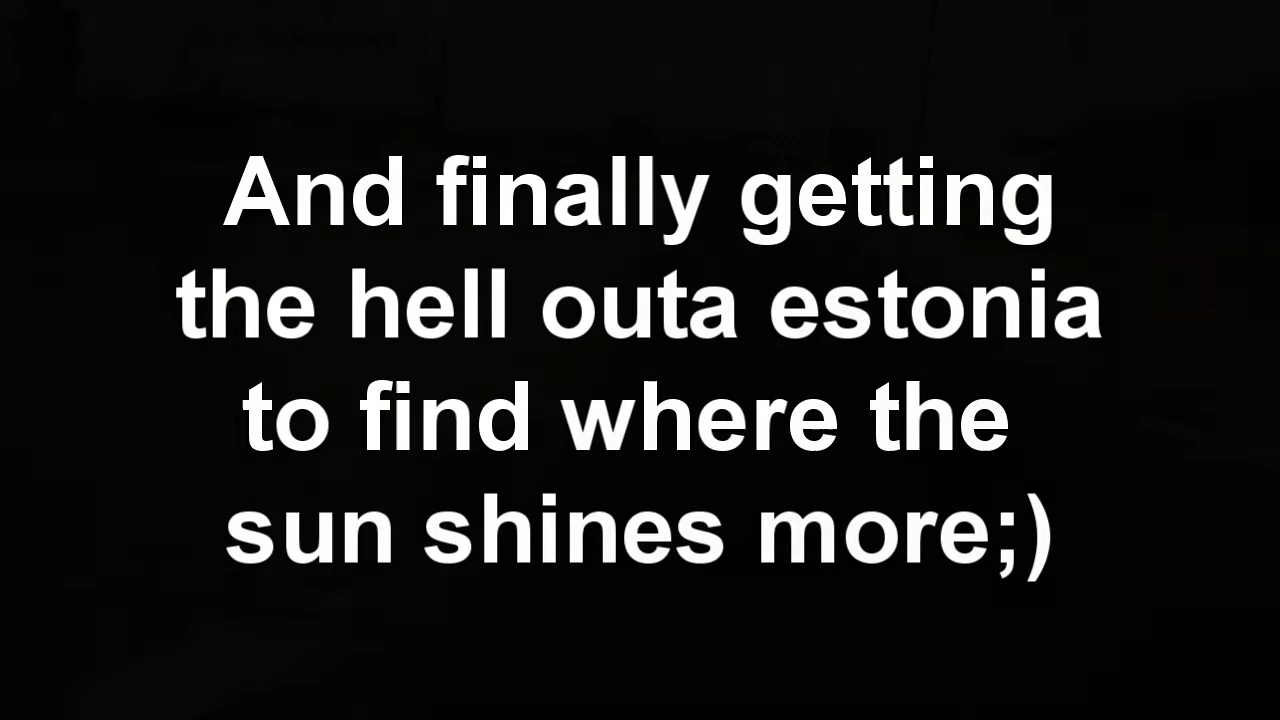 And finally getting
the hell outa estonia
to find where the
sun shines more;)